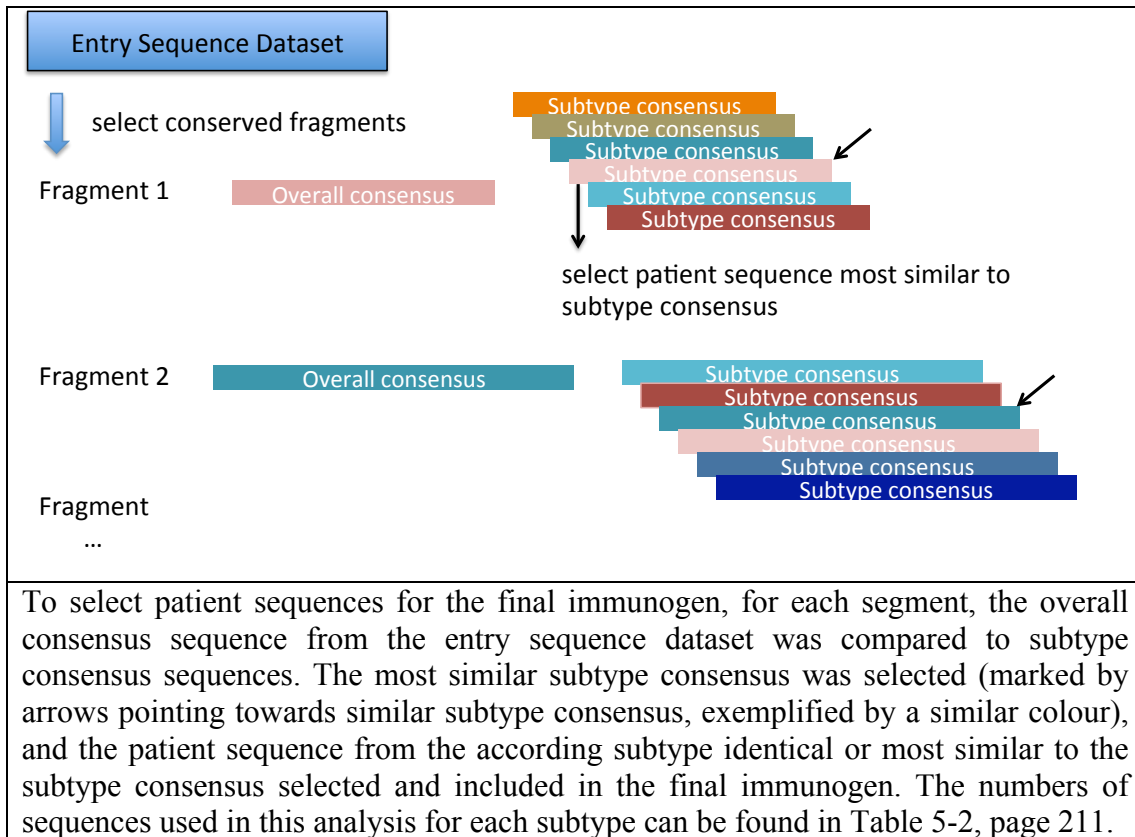 Entry Sequence Dataset
select conserved fragments
Subtype consensus
Subtype consensus
Subtype consensus
Subtype consensus
Subtype consensus
Subtype consensus
Fragment 1
Overall consensus
select patient sequence most similar to
subtype consensus
Fragment 2
Overall consensus
Subtype consensus
Subtype consensus
Subtype consensus
Subtype consensus
Subtype consensus
Subtype consensus
Fragment
...
To select patient sequences for the final immunogen, for each segment, the overall
consensus sequence from the entry sequence dataset was compared to subtype
consensus sequences. The most similar subtype consensus was selected (marked by
arrows pointing towards similar subtype consensus, exemplified by a similar colour),
and the patient sequence from the according subtype identical or most similar to the
subtype consensus selected and included in the final immunogen. The numbers of
sequences used in this analysis for each subtype can be found in Table 5-2, page 211.